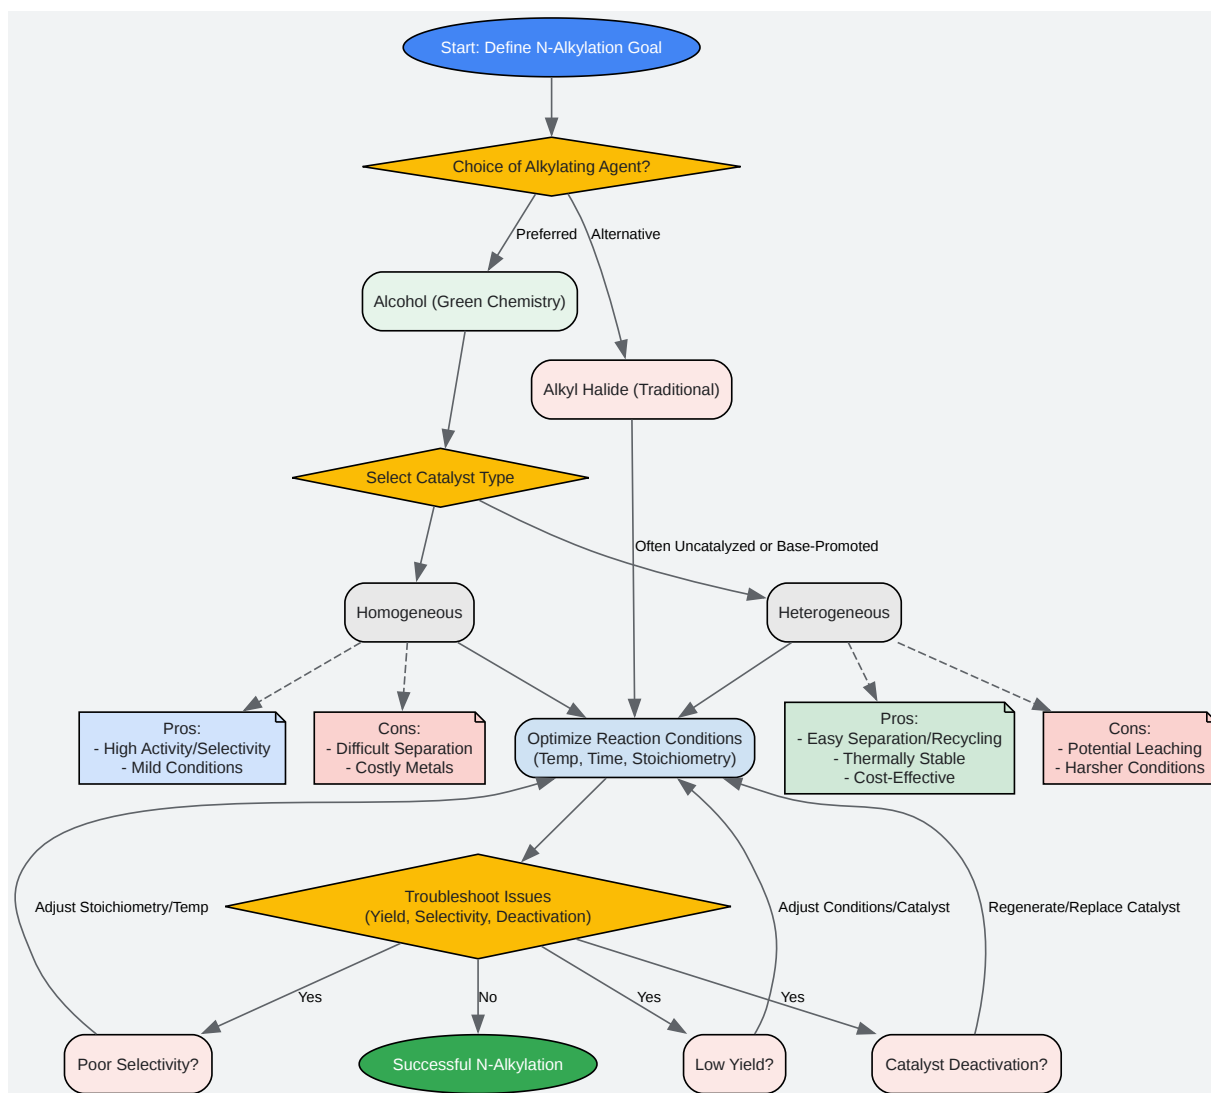 Start: Define N-Alkylation Goal
Choice of Alkylating Agent?
Preferred
Alternative
Alcohol (Green Chemistry)
Alkyl Halide (Traditional)
Select Catalyst Type
Often Uncatalyzed or Base-Promoted
Homogeneous
Heterogeneous
Pros:
- High Activity/Selectivity
- Mild Conditions
Cons:
- Difficult Separation
- Costly Metals
Optimize Reaction Conditions
(Temp, Time, Stoichiometry)
Pros:
- Easy Separation/Recycling
- Thermally Stable
- Cost-Effective
Cons:
- Potential Leaching
- Harsher Conditions
Troubleshoot Issues
(Yield, Selectivity, Deactivation)
Adjust Stoichiometry/Temp
Adjust Conditions/Catalyst
Regenerate/Replace Catalyst
Yes
No
Yes
Yes
Poor Selectivity?
Successful N-Alkylation
Low Yield?
Catalyst Deactivation?